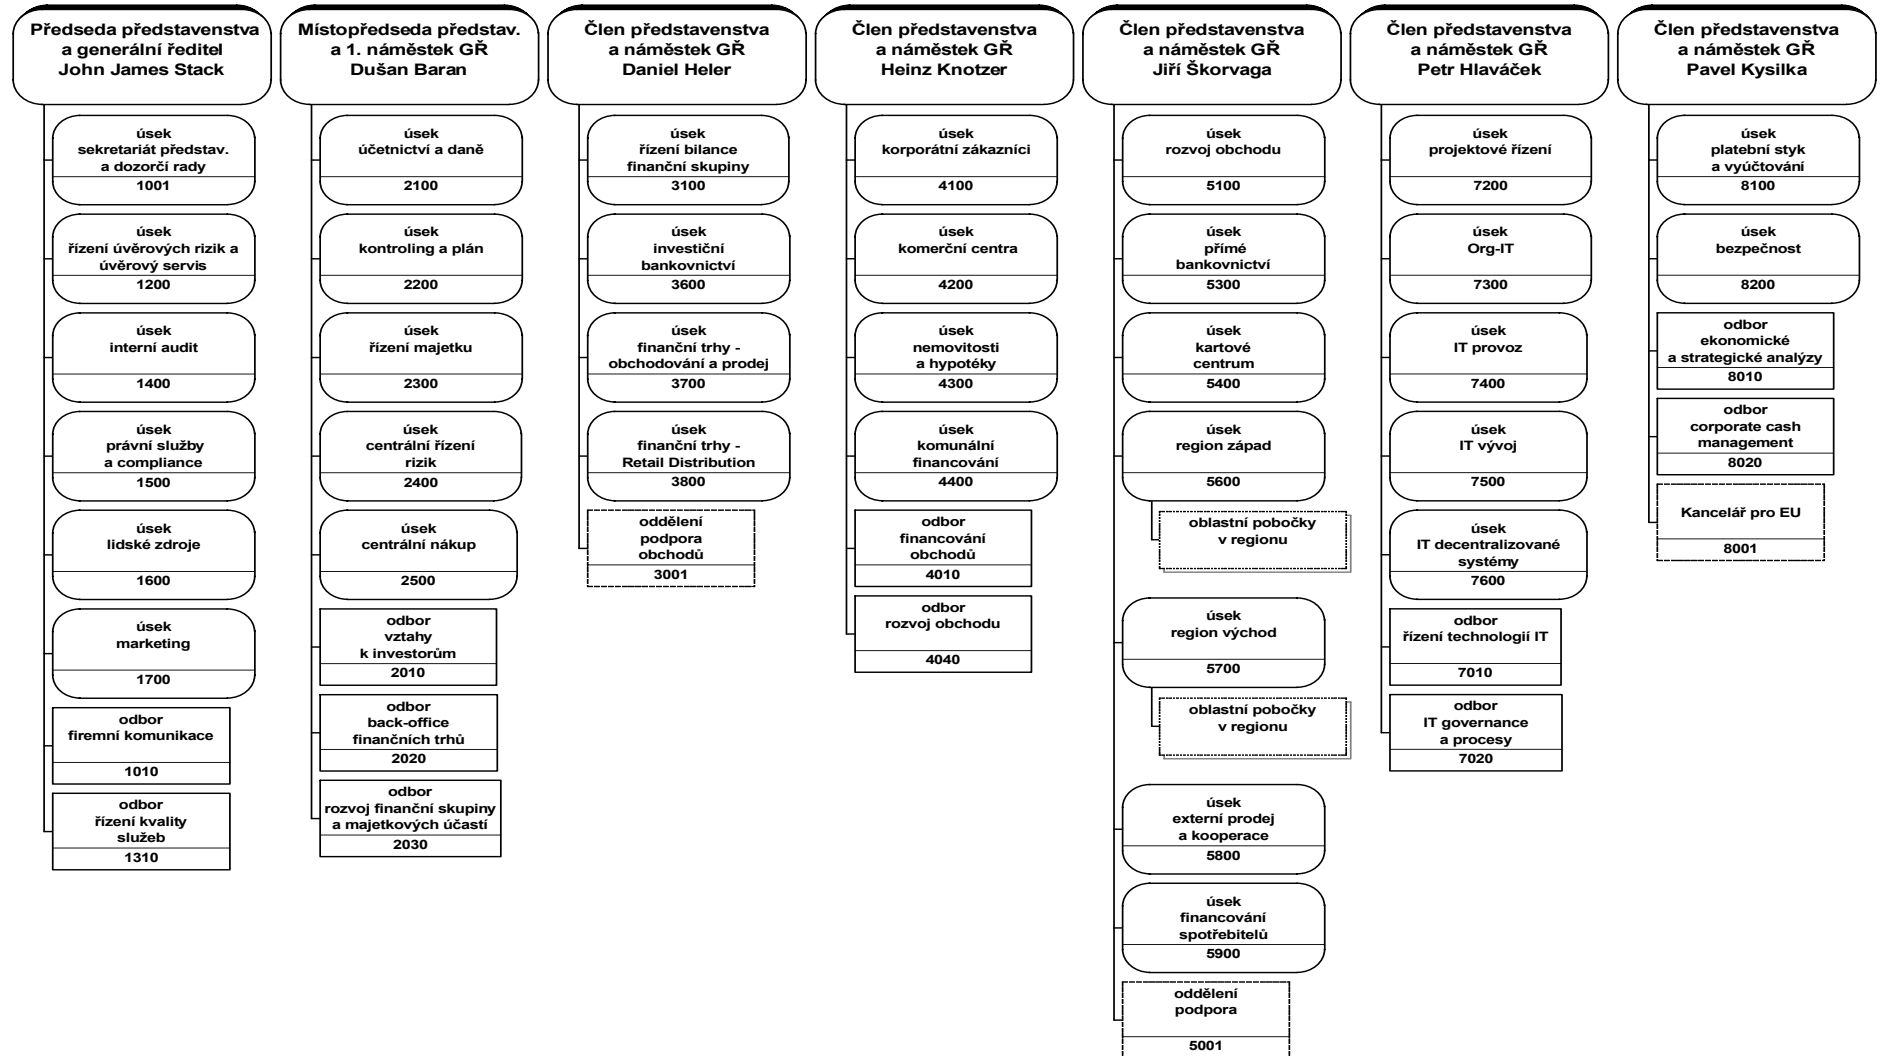 Předseda představenstva
a generální ředitel
John James Stack
úsek
sekretariát představ.
a dozorčí rady
1001
úsek
řízení úvěrových rizik a
úvěrový servis
1200
úsek
interní audit
1400
úsek
právní služby
a compliance
1500
úsek
lidské zdroje
1600
úsek
marketing
1700
odbor
firemní komunikace
1010
odbor
řízení kvality
služeb
1310
Místopředseda představ.
a 1. náměstek GŘ
Dušan Baran
úsek
účetnictví a daně
2100
úsek
kontroling a plán
2200
úsek
řízení majetku
2300
úsek
centrální řízení
rizik
2400
úsek
centrální nákup
2500
odbor
vztahy
k investorům
2010
odbor
back-office
finančních trhů
2020
odbor
rozvoj finanční skupiny
a majetkových účastí
2030
Člen představenstva
a náměstek GŘ
Daniel Heler
úsek
řízení bilance
finanční skupiny
3100
úsek
investiční
bankovnictví
3600
úsek
finanční trhy -
obchodování a prodej
3700
úsek
finanční trhy -
Retail Distribution
3800
oddělení
podpora
obchodů
3001
Člen představenstva
a náměstek GŘ
Heinz Knotzer
úsek
korporátní zákazníci
4100
úsek
komerční centra
4200
úsek
nemovitosti
a hypotéky
4300
úsek
komunální
financování
4400
odbor
financování
obchodů
4010
odbor
rozvoj obchodu
4040
Člen představenstva
a náměstek GŘ
Jiří Škorvaga
úsek
rozvoj obchodu
5100
úsek
přímé
bankovnictví
5300
úsek
kartové
centrum
5400
úsek
region západ
5600
oblastní pobočky
v regionu
úsek
region východ
5700
oblastní pobočky
v regionu
úsek
externí prodej
a kooperace
5800
úsek
financování
spotřebitelů
5900
oddělení
podpora
5001
Člen představenstva
a náměstek GŘ
Petr Hlaváček
úsek
projektové řízení
7200
úsek
Org-IT
7300
úsek
IT provoz
7400
úsek
IT vývoj
7500
úsek
IT decentralizované
systémy
7600
odbor
řízení technologií IT
7010
odbor
IT governance
a procesy
7020
Člen představenstva
a náměstek GŘ
Pavel Kysilka
úsek
platební styk
a vyúčtování
8100
úsek
bezpečnost
8200
odbor
ekonomické
a strategické analýzy
8010
odbor
corporate cash
management
8020
Kancelář pro EU
8001